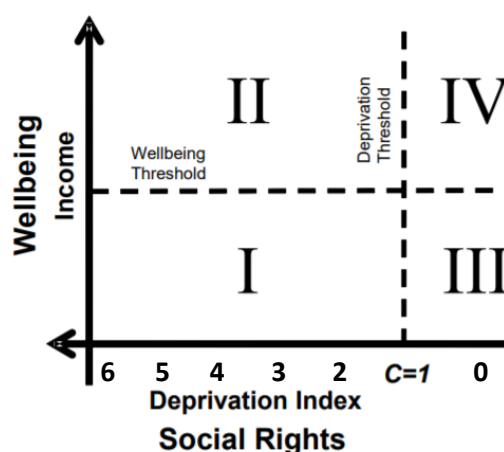 II
IV
Deprivation
Threshold
Wellbeing
Threshold
Wellbeing
Income
I
III
6 5 4 3 2 C=1 0
Deprivation Index
Social Rights